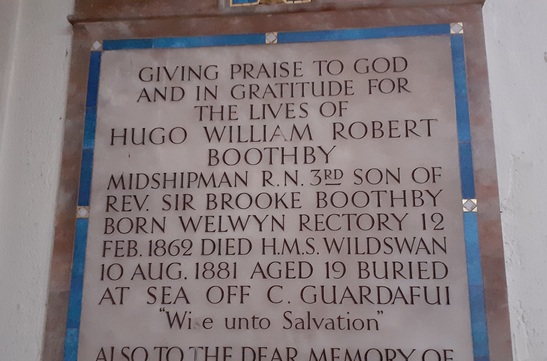 GIVING PRAISE TO GOD
AND IN GRATITUDE FOR
THE LIVES OF
HUGO WILLIAM ROBERT
BOOTHBY
MIDSHIPMAN R.N. 3RD SON OF
REV. SIR BROOKE BOOTHBY
BORN WELWYN RECTORY 12
FEB. 1862 DIED H.M.S. WILDSWAN
10 AUG. 1881 AGED 19 BURIED
AT SEA OFF C. GUARDAFUI
"Wi e unto Salvation"
ALSO TO THE DEAR MEMORY OF